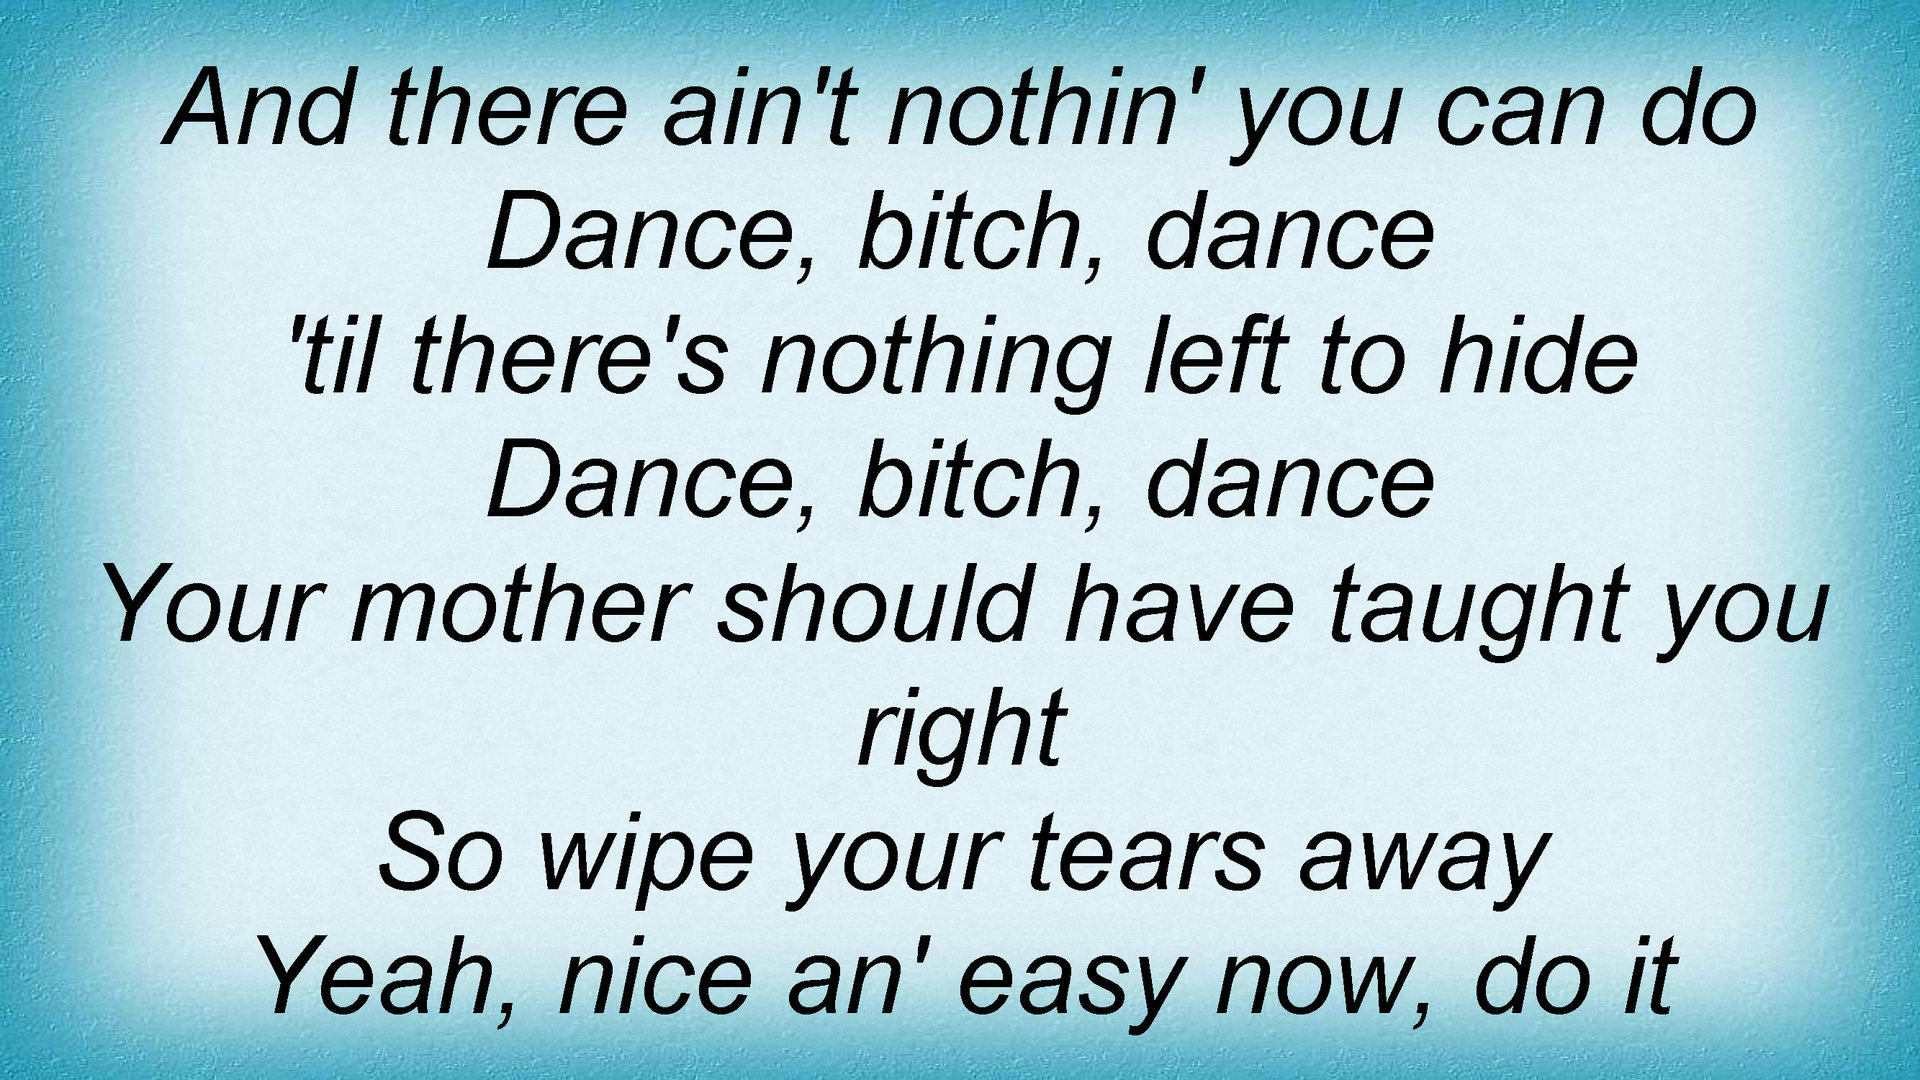 And there ain't nothin' you can do
Dance, bitch, dance
'til there's nothing left to hide
Dance, bitch, dance
Your mother should have taught you
right
So wipe your tears away
Yeah, nice an' easy now, do it